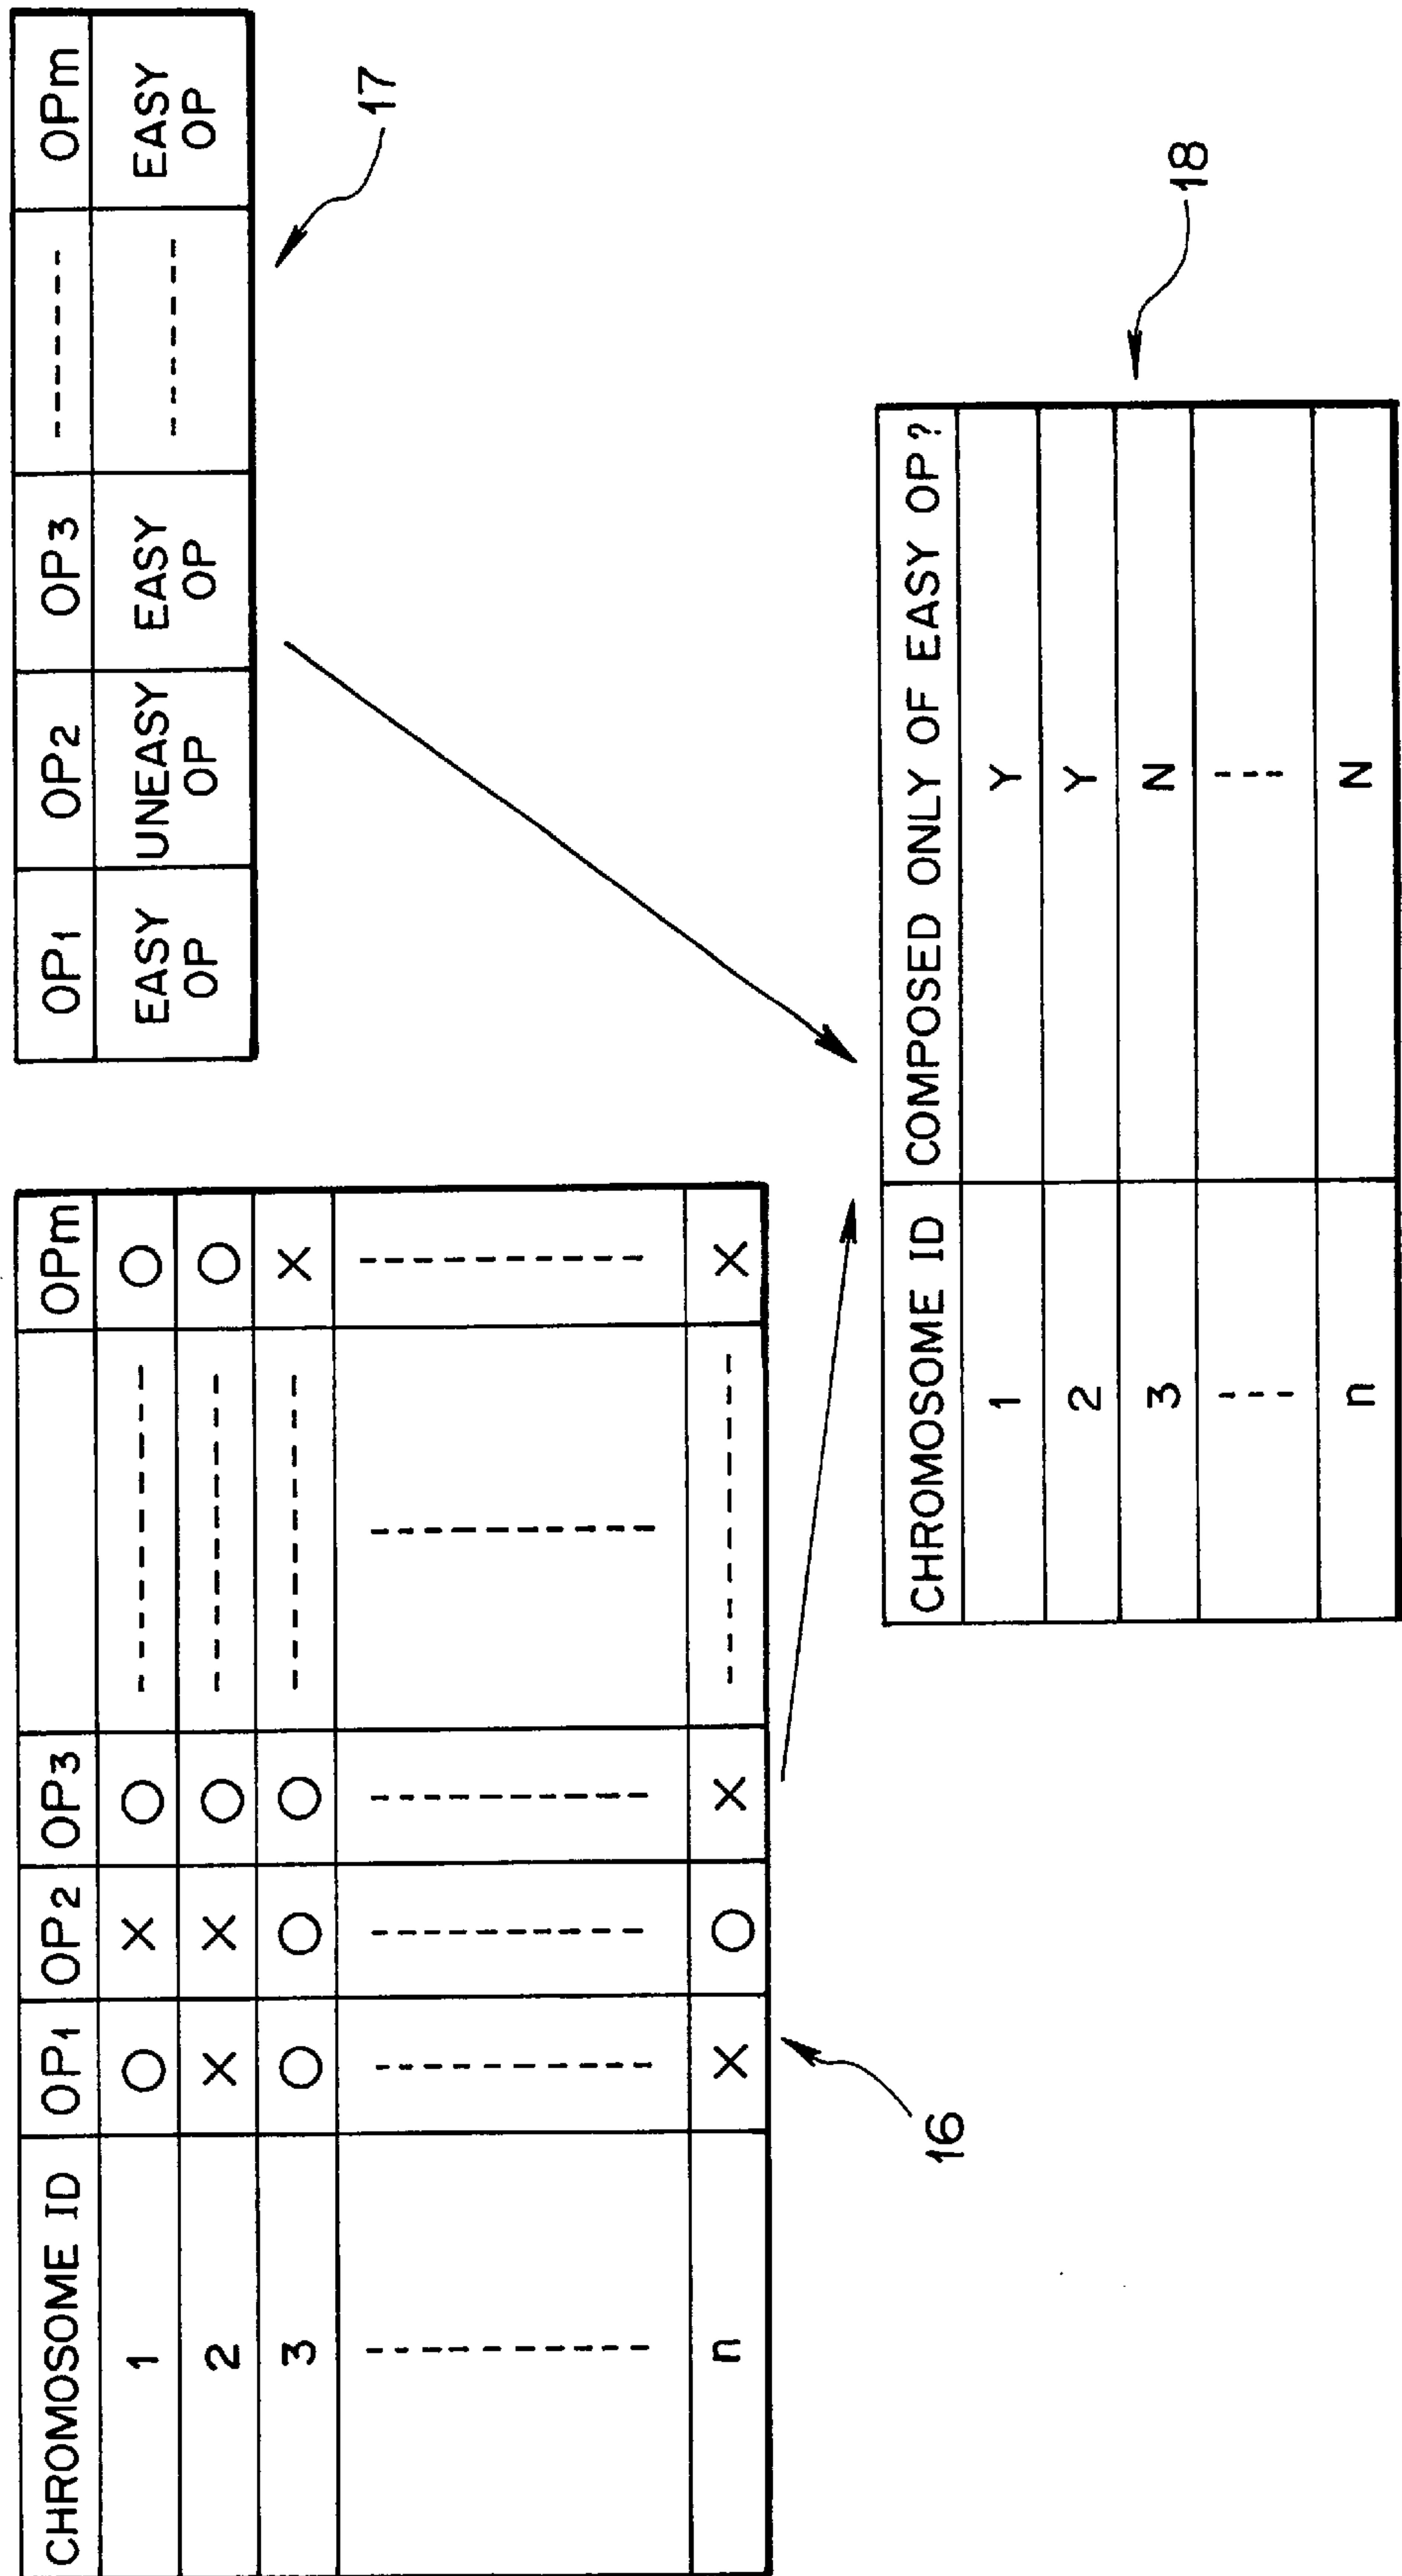 CHROMOSOME ID OP1 OP2 OP3 OPm
1 ○ × ○ ---------- ○
2 × × ○ ---------- ○
3 ○ ○ ○ ---------- ×
n × ○ × ---------- ×
16
OP1 OP2 OP3 ------ OPm
EASY OP UNEASY OP EASY OP ------ EASY OP
17
CHROMOSOME ID COMPOSED ONLY OF EASY OP?
1 Y
2 Y
3 N
--- ---
n N
18